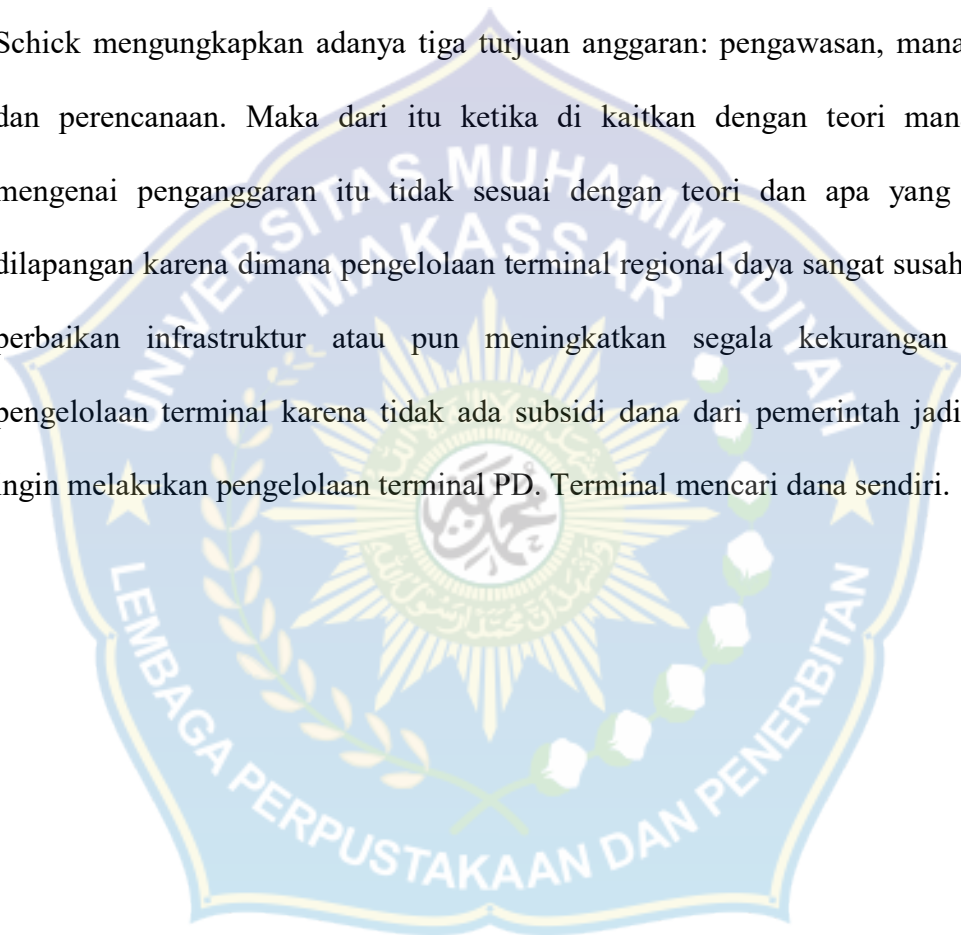 Schick mengungkapkan adanya tiga turjuan anggaran: pengawasan, mana
dan perencanaan. Maka dari itu ketika di kaitkan dengan teori man
mengenai penganggaran itu tidak sesuai dengan teori dan apa yang
dilapangan karena dimana pengelolaan terminal regional daya sangat susah
perbaikan infrastruktur atau pun meningkatkan segala kekurangan
pengelolaan terminal karena tidak ada subsidi dana dari pemerintah jadi
ingin melakukan pengelolaan terminal PD. Terminal mencari dana sendiri.
UNIVERSITAS MUHAMMADIYAH
MAKASSAR
LEMBAGA PERPUSTAKAAN DAN PENERBITAN